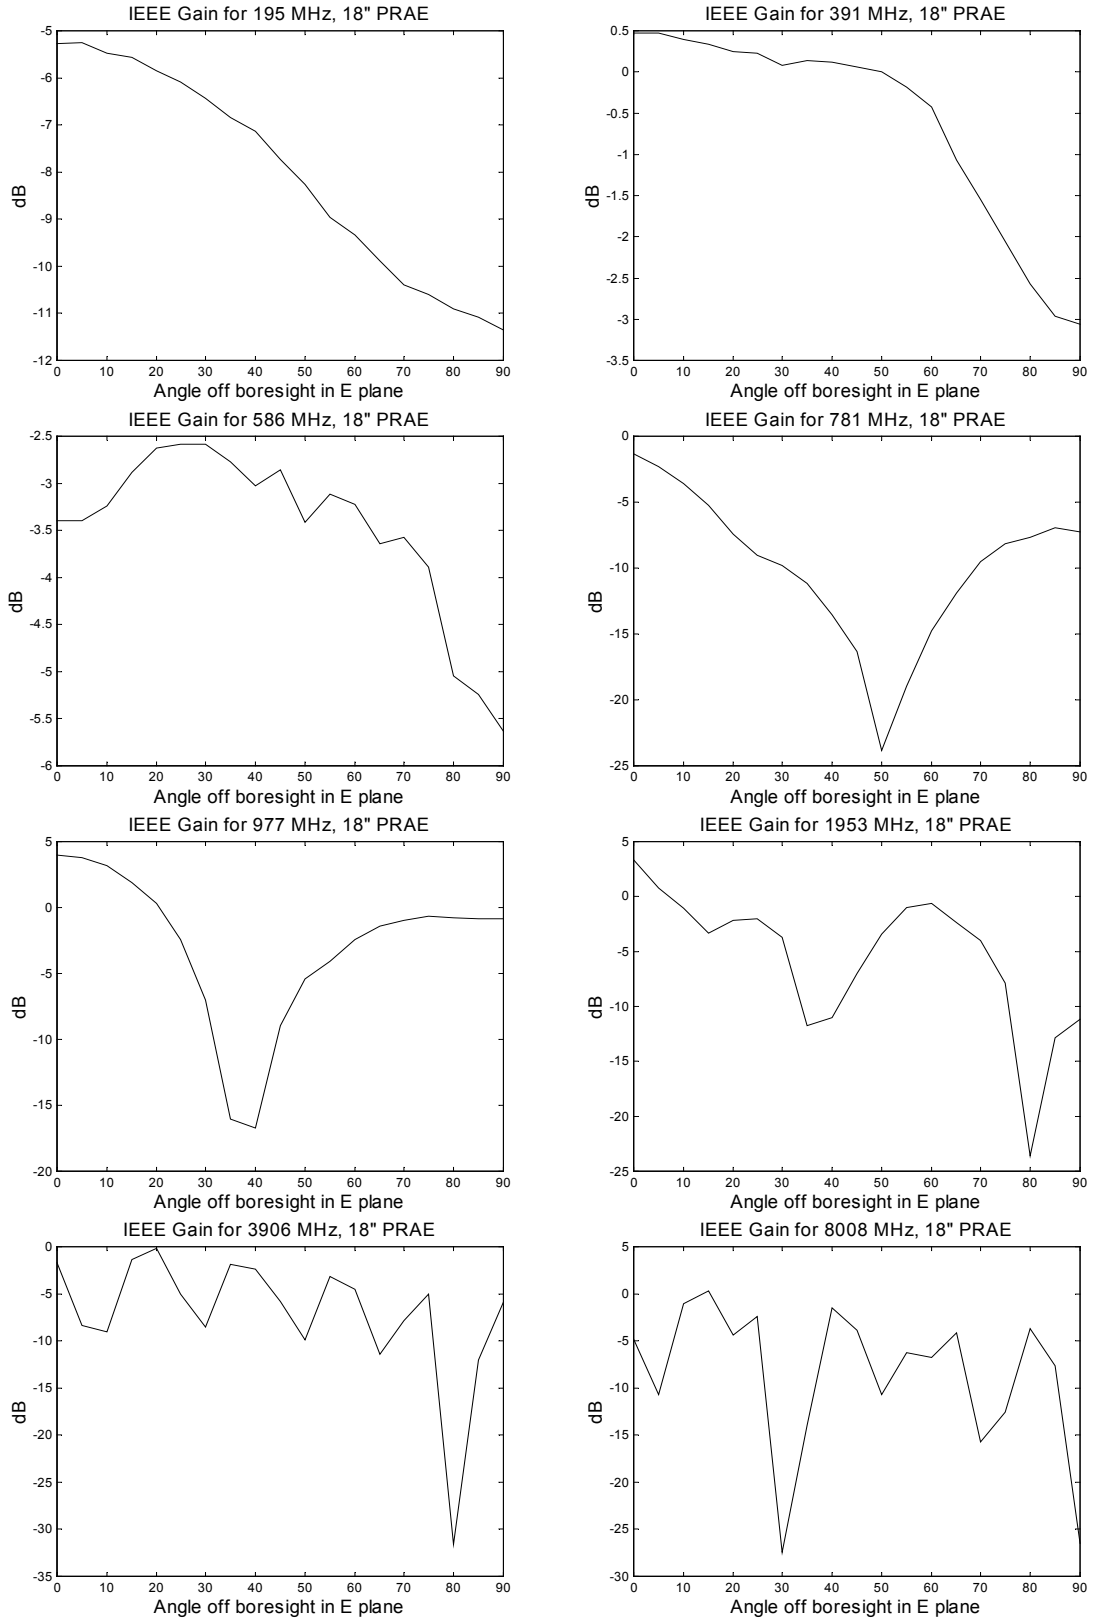 IEEE Gain for 195 MHz, 18" PRAE
-5
-6
-7
-8
-9
-10
-11
-12
dB
0 10 20 30 40 50 60 70 80 90
Angle off boresight in E plane
IEEE Gain for 391 MHz, 18" PRAE
0.5
0
-0.5
-1
-1.5
-2
-2.5
-3
-3.5
dB
0 10 20 30 40 50 60 70 80 90
Angle off boresight in E plane
IEEE Gain for 586 MHz, 18" PRAE
-2.5
-3
-3.5
-4
-4.5
-5
-5.5
-6
dB
0 10 20 30 40 50 60 70 80 90
Angle off boresight in E plane
IEEE Gain for 781 MHz, 18" PRAE
0
-5
-10
-15
-20
-25
dB
0 10 20 30 40 50 60 70 80 90
Angle off boresight in E plane
IEEE Gain for 977 MHz, 18" PRAE
5
0
-5
-10
-15
-20
dB
0 10 20 30 40 50 60 70 80 90
Angle off boresight in E plane
IEEE Gain for 1953 MHz, 18" PRAE
5
0
-5
-10
-15
-20
-25
dB
0 10 20 30 40 50 60 70 80 90
Angle off boresight in E plane
IEEE Gain for 3906 MHz, 18" PRAE
0
-5
-10
-15
-20
-25
-30
-35
dB
0 10 20 30 40 50 60 70 80 90
Angle off boresight in E plane
IEEE Gain for 8008 MHz, 18" PRAE
5
0
-5
-10
-15
-20
-25
-30
dB
0 10 20 30 40 50 60 70 80 90
Angle off boresight in E plane